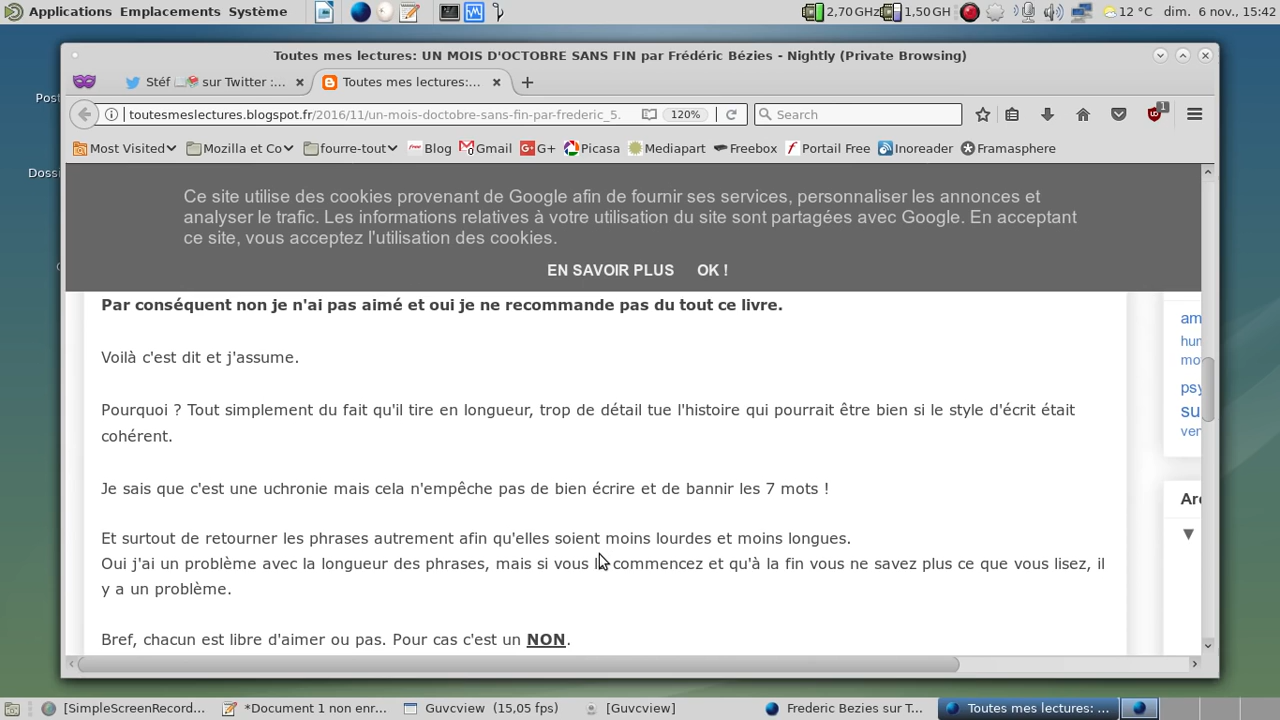 Applications Emplacements Système 2,70 GHz 1,50 GH 12 °C dim. 6 nov., 15:42
Toutes mes lectures: UN MOIS D'OCTOBRE SANS FIN par Frédéric Bézies - Nightly (Private Browsing)
Stéf sur Twitter :... Toutes mes lectures:...
toutesmeslectures.blogspot.fr/2016/11/un-mois-doctobre-sans-fin-par-frederic_5. 120% Search 1
Most Visited Mozilla et Co fourre-tout Blog Gmail G+ Picasa Mediapart Freebox Portail Free Inoreader Framasphere
Post
Doss
Ce site utilise des cookies provenant de Google afin de fournir ses services, personnaliser les annonces et
analyser le trafic. Les informations relatives à votre utilisation du site sont partagées avec Google. En acceptant
ce site, vous acceptez l'utilisation des cookies.
EN SAVOIR PLUS OK !
Par conséquent non je n'ai pas aimé et oui je ne recommande pas du tout ce livre.
Voilà c'est dit et j'assume.
Pourquoi ? Tout simplement du fait qu'il tire en longueur, trop de détail tue l'histoire qui pourrait être bien si le style d'écrit était
cohérent.
Je sais que c'est une uchronie mais cela n'empêche pas de bien écrire et de bannir les 7 mots !
Et surtout de retourner les phrases autrement afin qu'elles soient moins lourdes et moins longues.
Oui j'ai un problème avec la longueur des phrases, mais si vous commencez et qu'à la fin vous ne savez plus ce que vous lisez, il
y a un problème.
Bref, chacun est libre d'aimer ou pas. Pour cas c'est un NON.
am
hum
mo
psy
su
ven
Arc
[SimpleScreenRecord... *Document 1 non enr... Guvcview (15,05 fps) [Guvcview] Frederic Bezies sur T... Toutes mes lectures: ...